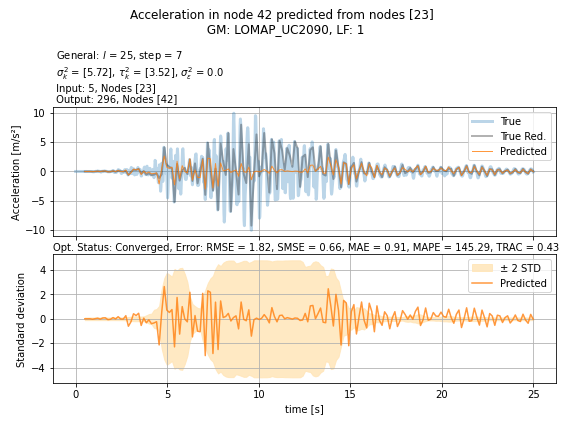 Acceleration in node 42 predicted from nodes [23]
GM: LOMAP_UC2090, LF: 1
General: l = 25, step = 7
σ²ₖ = [5.72], τ²ₖ = [3.52], σ²ε = 0.0
Input: 5, Nodes [23]
Output: 296, Nodes [42]
Acceleration [m/s²]
10
5
0
−5
−10
True
True Red.
Predicted
Opt. Status: Converged, Error: RMSE = 1.82, SMSE = 0.66, MAE = 0.91, MAPE = 145.29, TRAC = 0.43
Standard deviation
4
2
0
−2
−4
± 2 STD
Predicted
0 5 10 15 20 25
time [s]